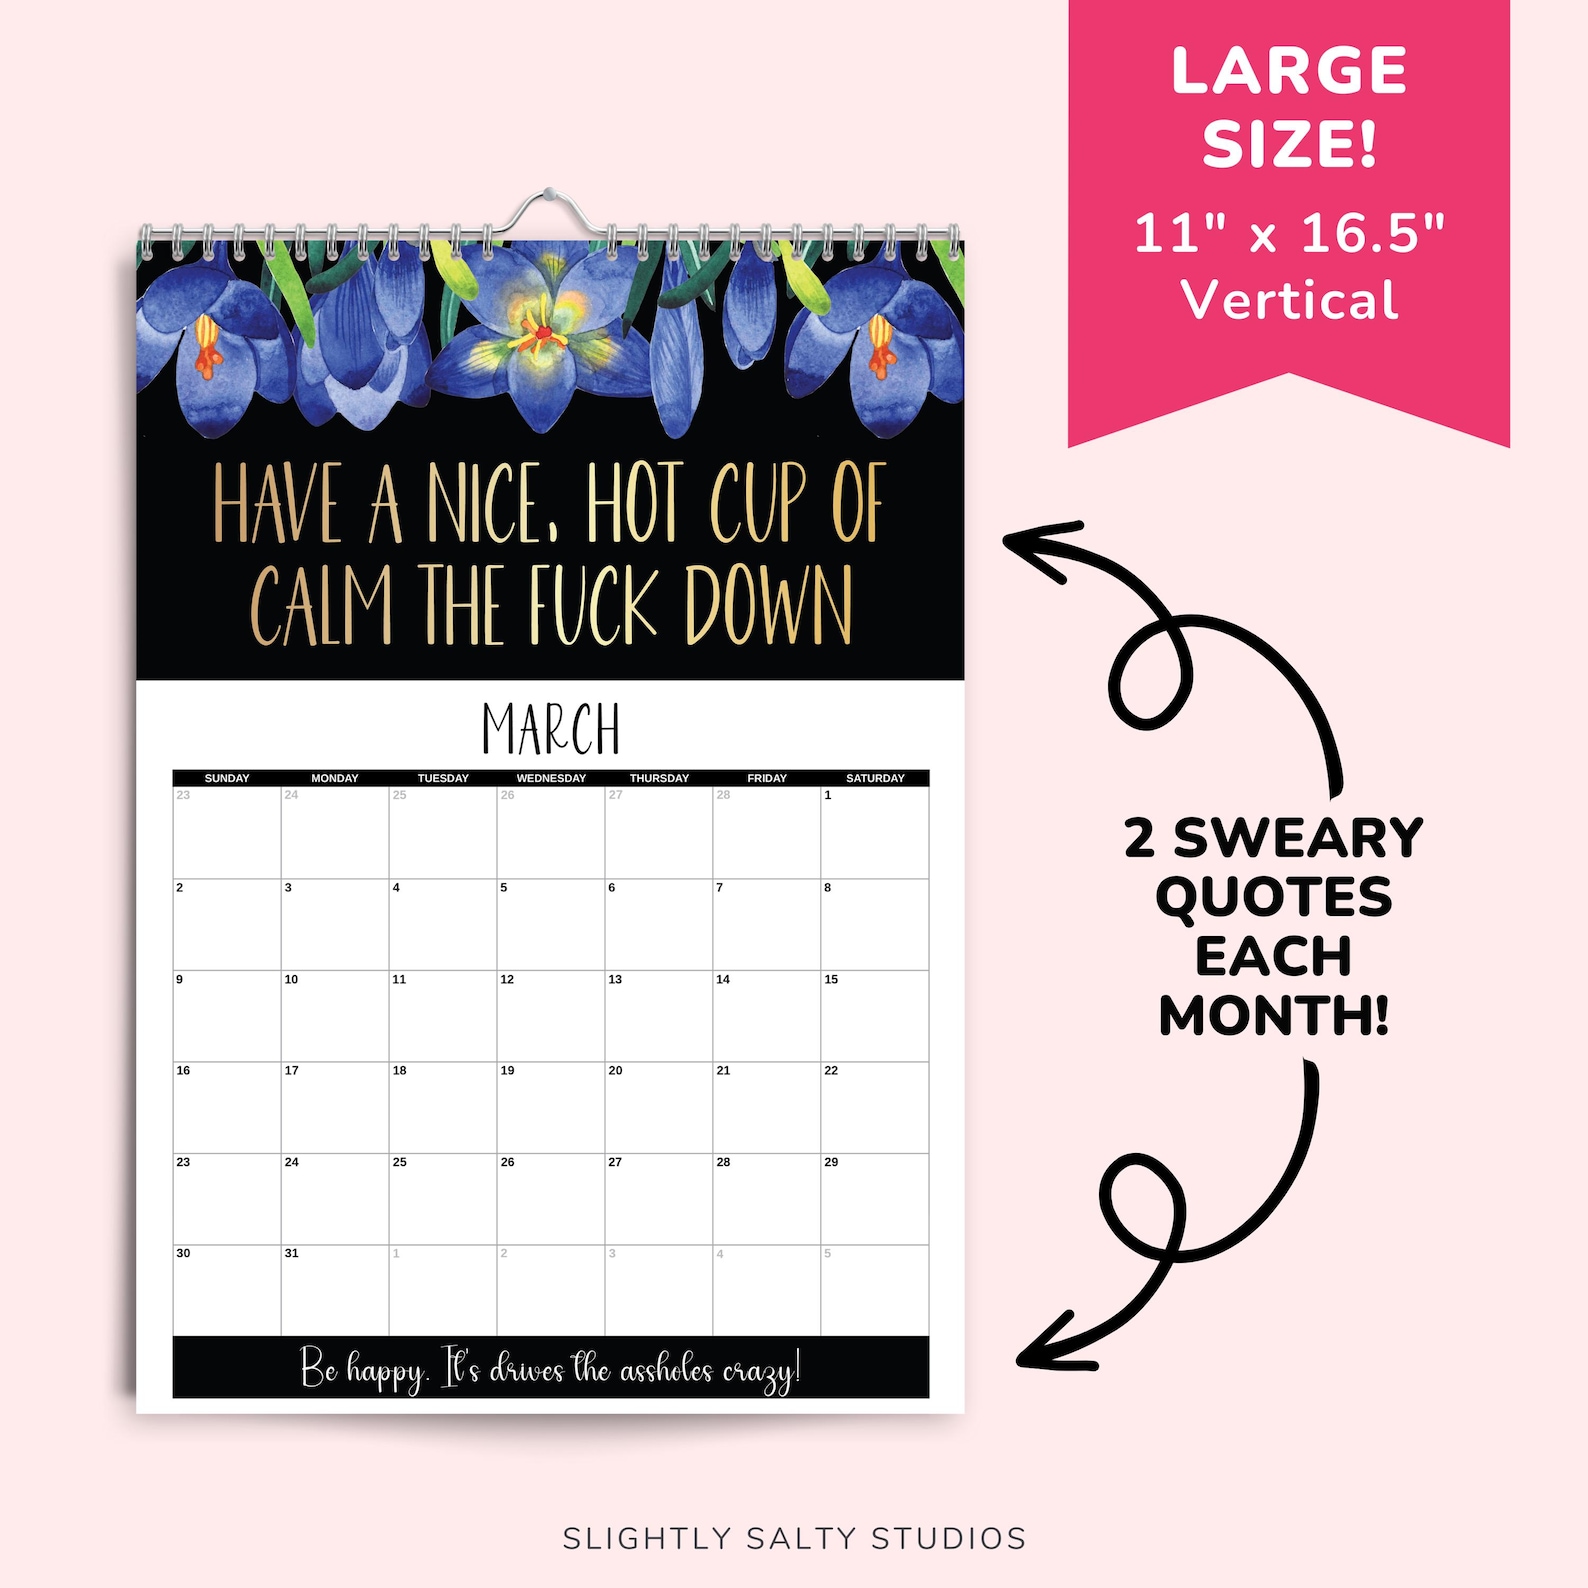 LARGE
SIZE!
11" x 16.5"
Vertical
HAVE A NICE, HOT CUP OF
CALM THE FUCK DOWN
MARCH
SUNDAY MONDAY TUESDAY WEDNESDAY THURSDAY FRIDAY SATURDAY
23 24 25 26 27 28 1
2 3 4 5 6 7 8
9 10 11 12 13 14 15
16 17 18 19 20 21 22
23 24 25 26 27 28 29
30 31 1 2 3 4 5
Be happy. It's drives the assholes crazy!
2 SWEARY
QUOTES
EACH
MONTH!
SLIGHTLY SALTY STUDIOS